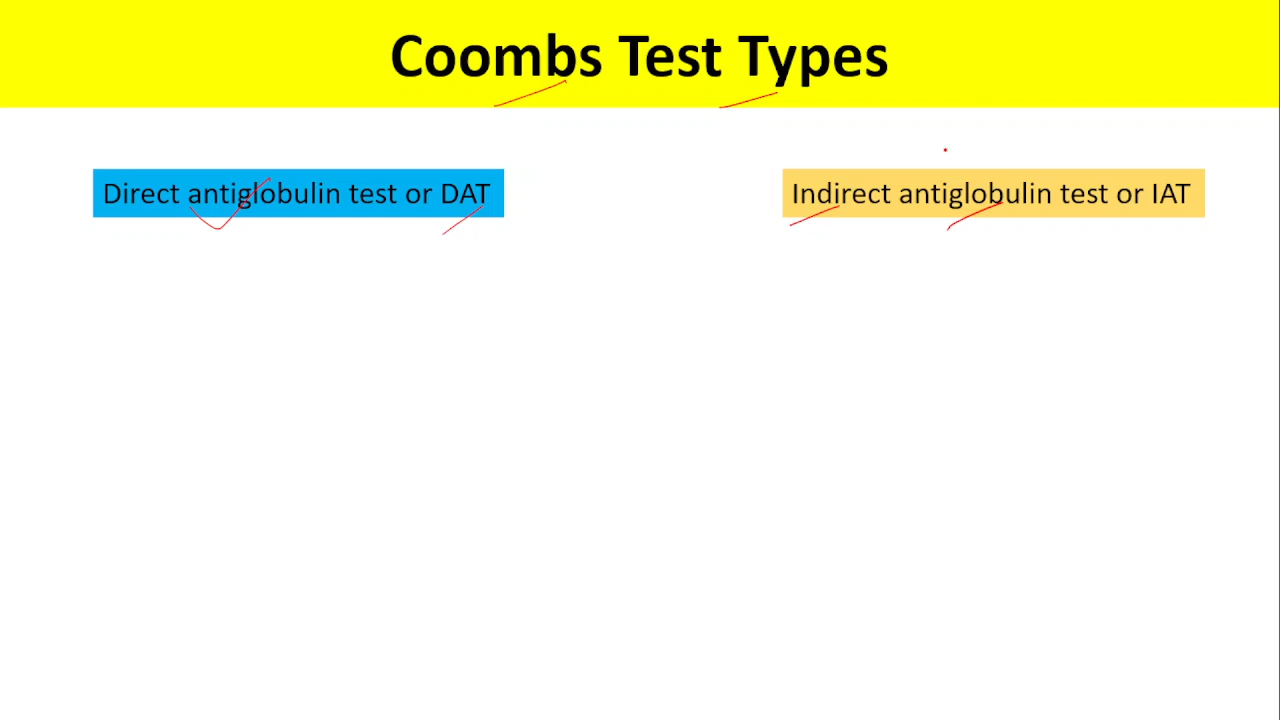 Coombs Test Types
Direct antiglobulin test or DAT
Indirect antiglobulin test or IAT